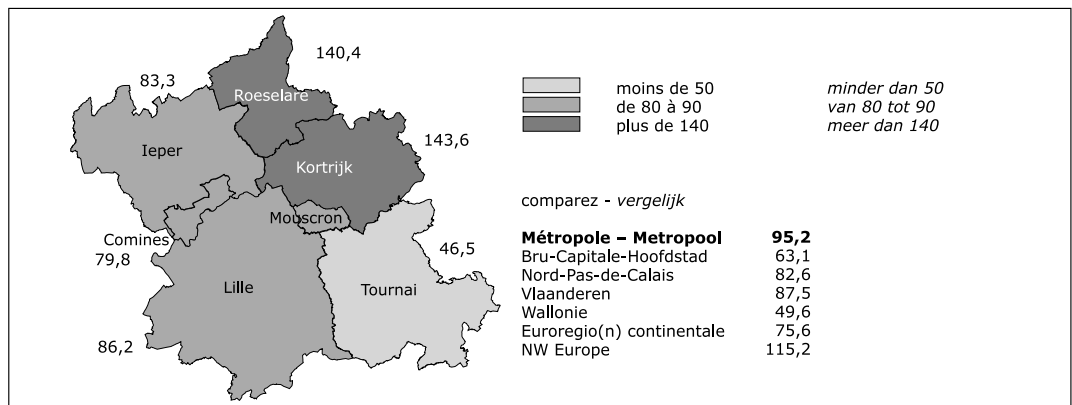 140,4
83,3
Roeselare
143,6
Ieper
Kortrijk
Mouscron
Comines
79,8
46,5
Lille
Tournai
86,2
moins de 50 minder dan 50
de 80 à 90 van 80 tot 90
plus de 140 meer dan 140
comparez - vergelijk
Métropole – Metropool 95,2
Bru-Capitale-Hoofdstad 63,1
Nord-Pas-de-Calais 82,6
Vlaanderen 87,5
Wallonie 49,6
Euroregio(n) continentale 75,6
NW Europe 115,2